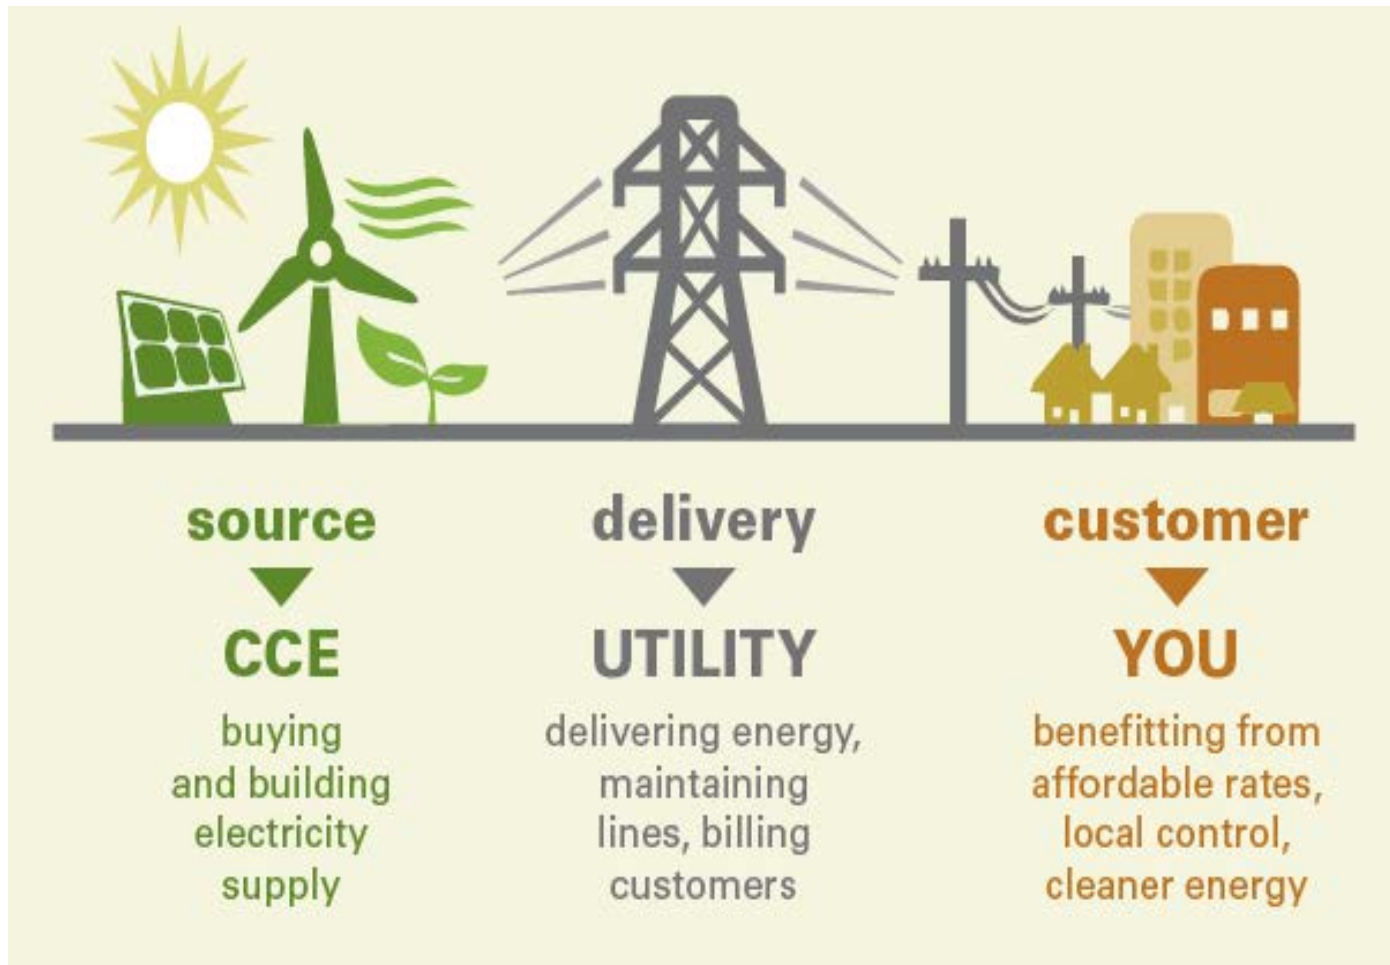 source
CCE
buying
and building
electricity
supply
delivery
UTILITY
delivering energy,
maintaining
lines, billing
customers
customer
YOU
benefitting from
affordable rates,
local control,
cleaner energy